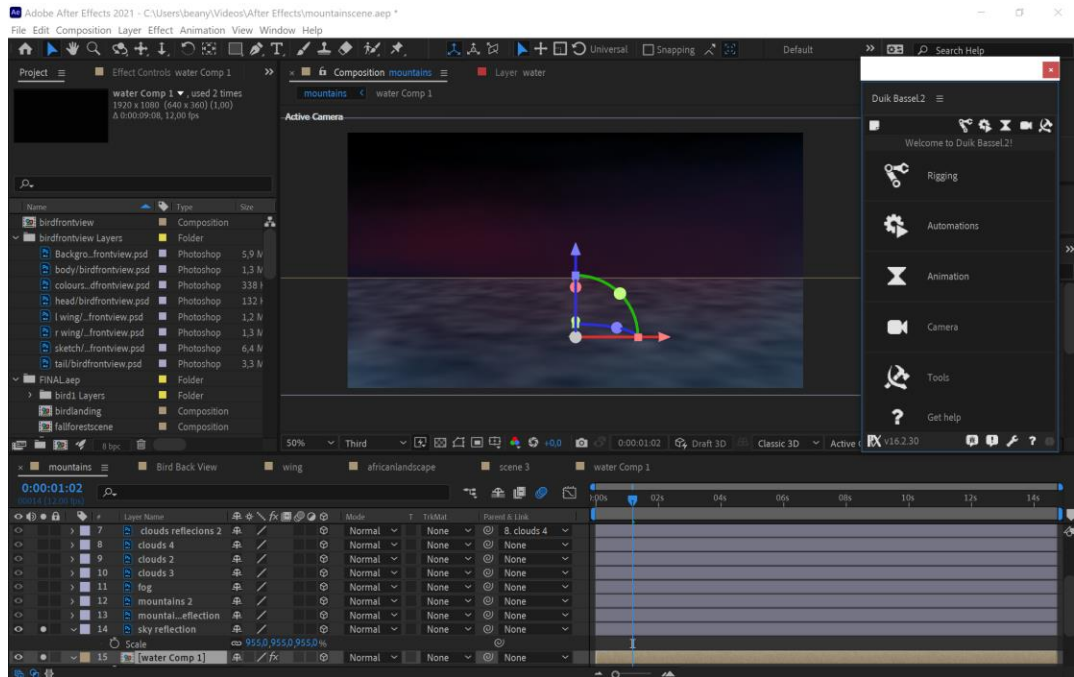 Adobe After Effects 2021 - C:\Users\beany\Videos\After Effects\mountainscene.aep *
File Edit Composition Layer Effect Animation View Window Help
Universal Snapping Default Search Help
Project Effect Controls water Comp 1
Composition mountains Layer water
water Comp 1 , used 2 times
1920 x 1080 (640 x 360) (1,00)
Δ 0:00:09:08, 12,00 fps
mountains water Comp 1
Active Camera
Name Type Size
birdfrontview Composition
birdfrontview Layers Folder
Backgro...frontview.psd Photoshop 5,9 M
body/birdfrontview.psd Photoshop 1,3 M
colours...dfrontview.psd Photoshop 338
head/birdfrontview.psd Photoshop 132
l wing/...frontview.psd Photoshop 1,2 M
r wing/...frontview.psd Photoshop 1,3 M
sketch/...frontview.psd Photoshop 6,4 M
tail/birdfrontview.psd Photoshop 3,3 M
FINAL.aep Folder
bird1 Layers Folder
birdlanding Composition
fallforestscene Composition
8 bpc
50% Third +0,0 0:00:01:02 Draft 3D Classic 3D Active
Duik Bassel.2
Welcome to Duik Bassel.2!
Rigging
Automations
Animation
Camera
Tools
? Get help
RX v16.2.30 ?
mountains Bird Back View wing africanlandscape scene 3 water Comp 1
0:00:01:02
00014 (12.00 fps)
# Layer Name Mode T TrkMat Parent & Link
:00s 02s 04s 06s 08s 10s 12s 14s
7 clouds reflecions 2 Normal None 8. clouds 4
8 clouds 4 Normal None None
9 clouds 2 Normal None None
10 clouds 3 Normal None None
11 fog Normal None None
12 mountains 2 Normal None None
13 mountai...eflection Normal None None
14 sky reflection Normal None None
Scale 955,0,955,0,955,0%
15 [water Comp 1] fx Normal None None